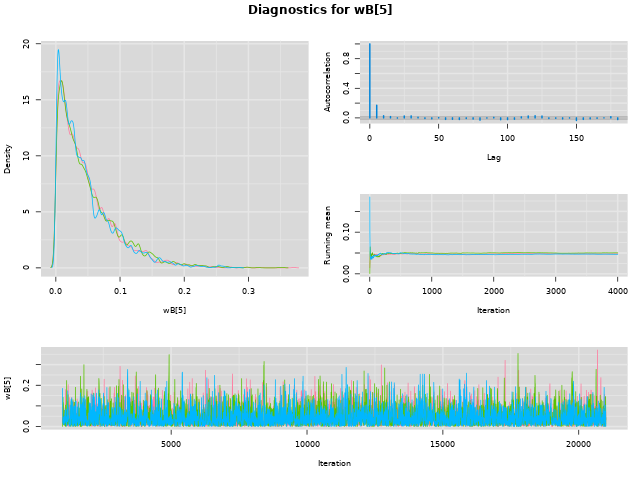 Diagnostics for wB[5]
Density
0 5 10 15 20
0.0 0.1 0.2 0.3
wB[5]
Autocorrelation
0.0 0.4 0.8
0 50 100 150
Lag
Running mean
0.00 0.10
0 1000 2000 3000 4000
Iteration
wB[5]
0.0 0.2
5000 10000 15000 20000
Iteration